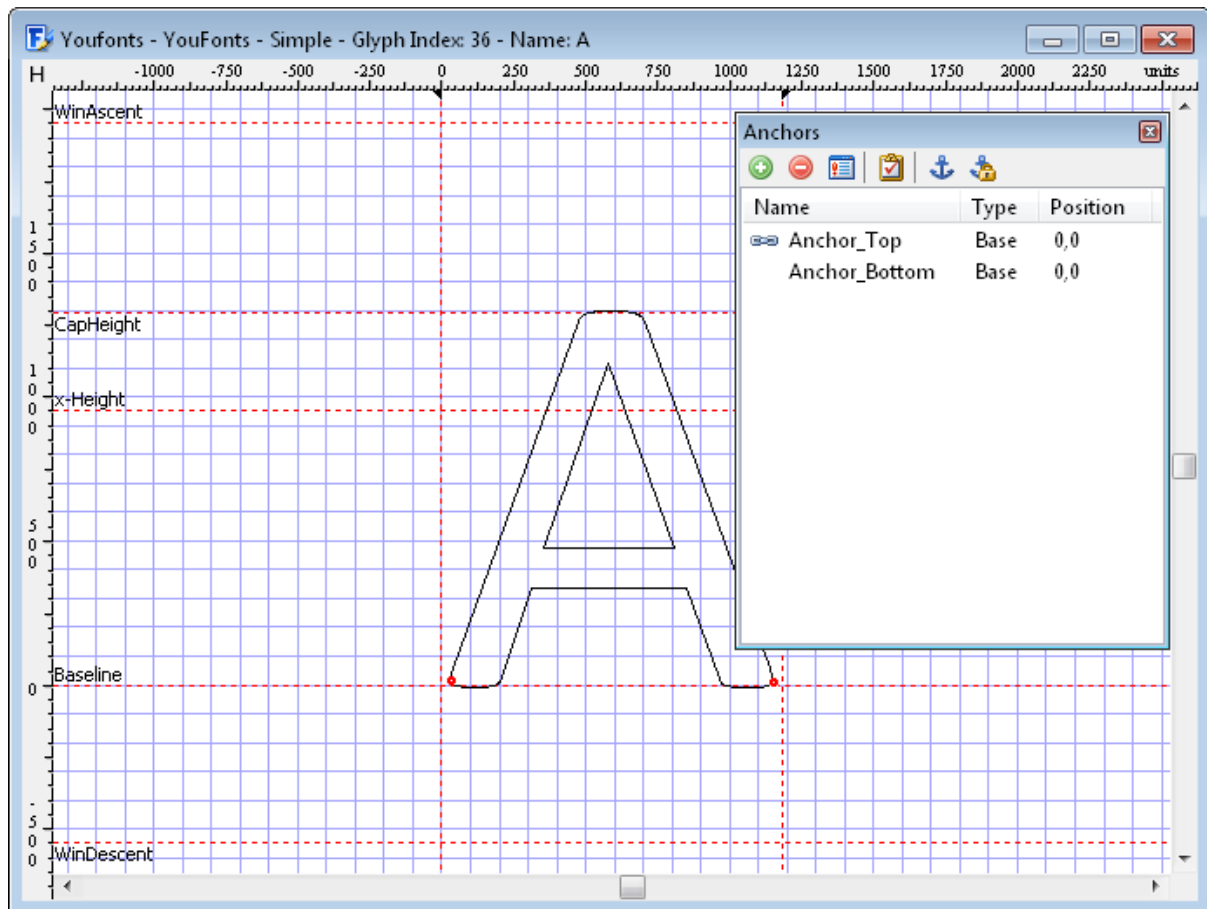 Youfonts - YouFonts - Simple - Glyph Index: 36 - Name: A
H -1000 -750 -500 -250 0 250 500 750 1000 1250 1500 1750 2000 2250 units
WinAscent
Anchors
Name Type Position
1500
Anchor_Top Base 0,0
Anchor_Bottom Base 0,0
CapHeight
1000
x-Height
500
Baseline
0
-500
WinDescent